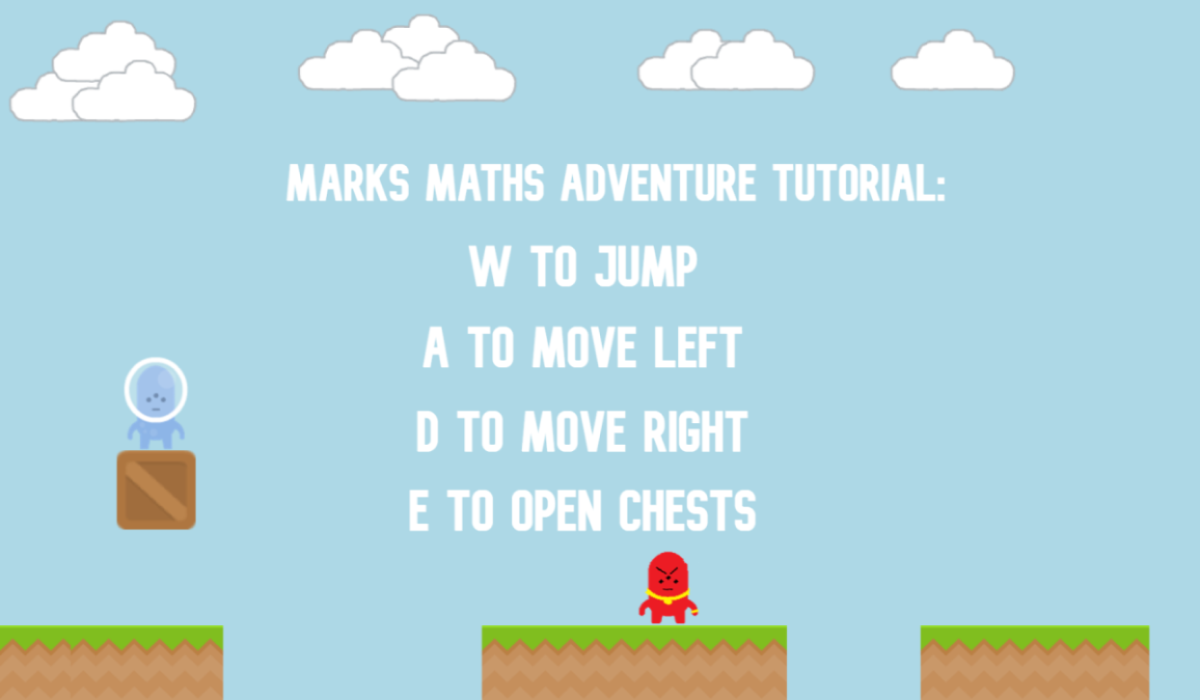 MARKS MATHS ADVENTURE TUTORIAL:
W TO JUMP
A TO MOVE LEFT
D TO MOVE RIGHT
E TO OPEN CHESTS